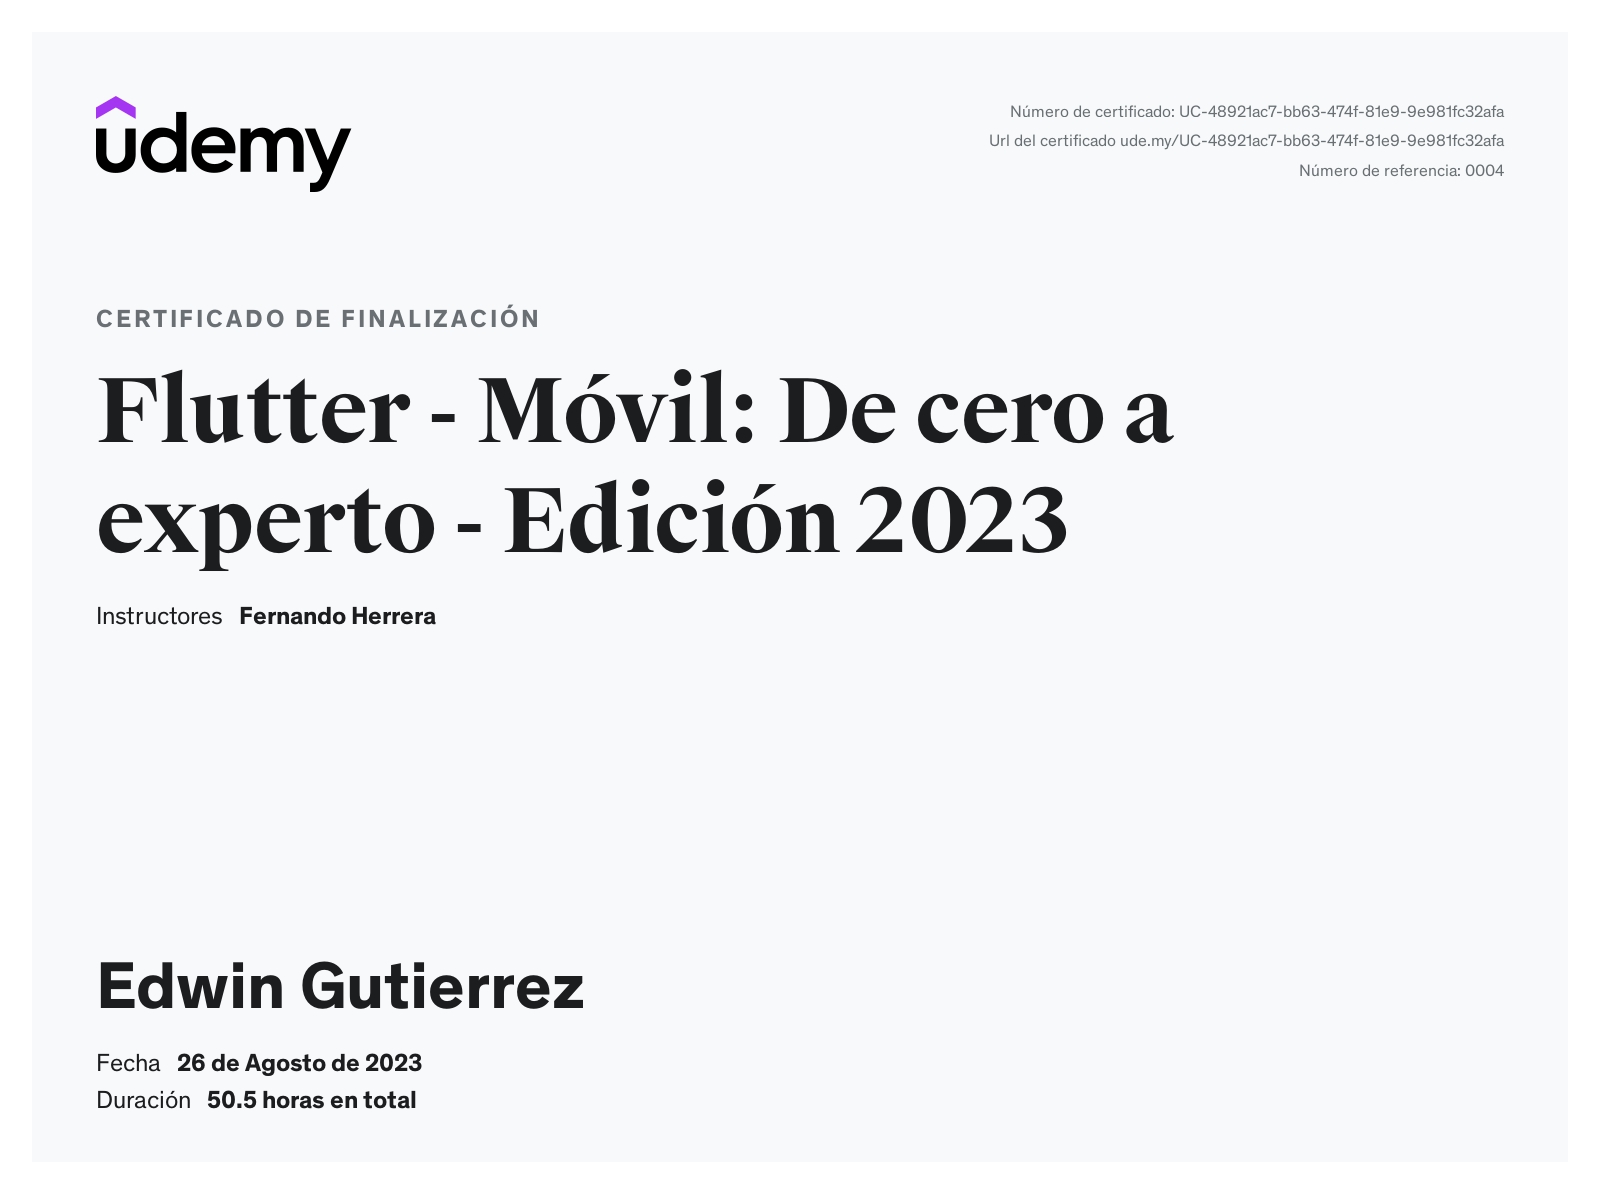 udemy
Número de certificado: UC-48921ac7-bb63-474f-81e9-9e981fc32afa
Url del certificado ude.my/UC-48921ac7-bb63-474f-81e9-9e981fc32afa
Número de referencia: 0004
CERTIFICADO DE FINALIZACIÓN
Flutter - Móvil: De cero a
experto - Edición 2023
Instructores Fernando Herrera
Edwin Gutierrez
Fecha 26 de Agosto de 2023
Duración 50.5 horas en total